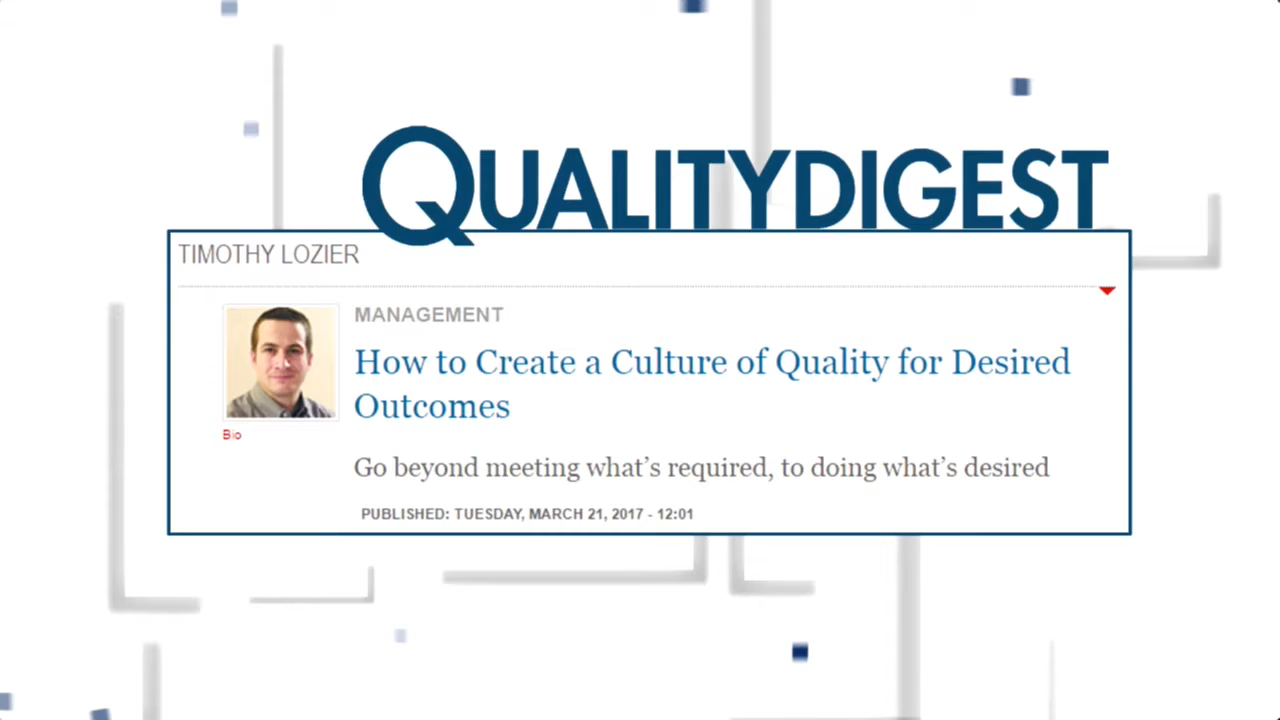 QUALITYDIGEST
TIMOTHY LOZIER
MANAGEMENT
How to Create a Culture of Quality for Desired
Outcomes
Bio
Go beyond meeting what’s required, to doing what’s desired
PUBLISHED: TUESDAY, MARCH 21, 2017 - 12:01